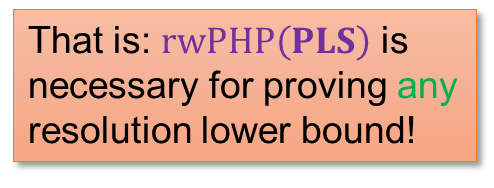 That is: rwPHP(PLS) is
necessary for proving any
resolution lower bound!